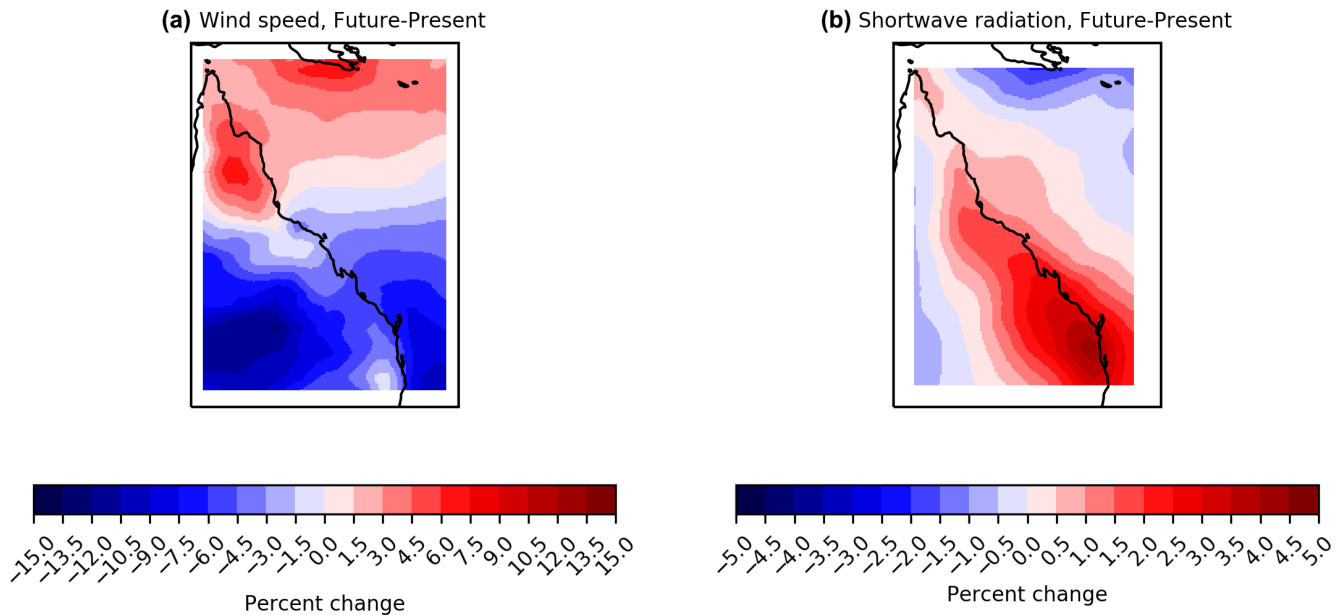 (a) Wind speed, Future-Present
(b) Shortwave radiation, Future-Present
−15.0 −13.5 −12.0 −10.5 −9.0 −7.5 −6.0 −4.5 −3.0 −1.5 0.0 1.5 3.0 4.5 6.0 7.5 9.0 10.5 12.0 13.5 15.0
Percent change
−5.0 −4.5 −4.0 −3.5 −3.0 −2.5 −2.0 −1.5 −1.0 −0.5 0.0 0.5 1.0 1.5 2.0 2.5 3.0 3.5 4.0 4.5 5.0
Percent change